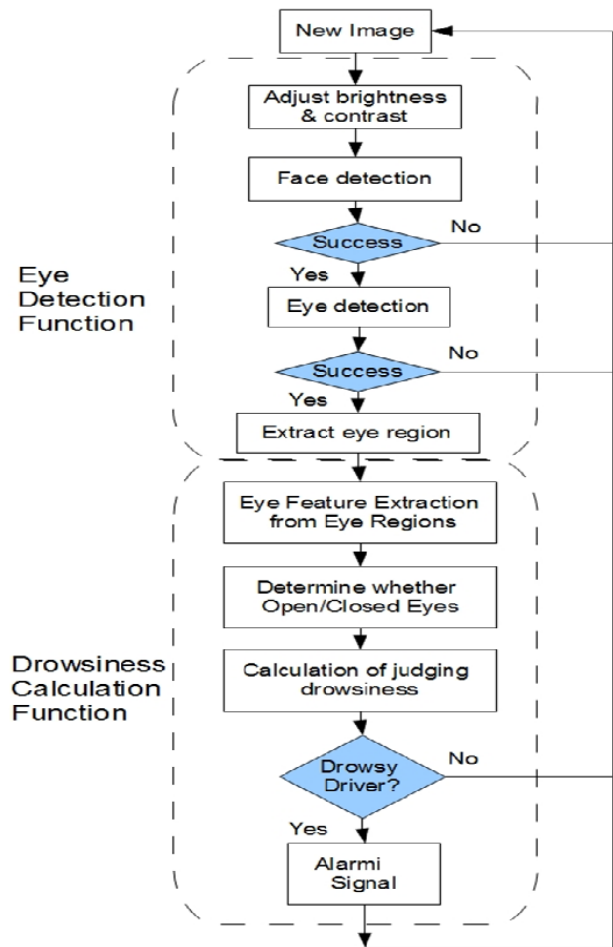 New Image
Adjust brightness
& contrast
Face detection
Success
No
Yes
Eye
Detection
Function
Eye detection
Success
No
Yes
Extract eye region
Eye Feature Extraction
from Eye Regions
Determine whether
Open/Closed Eyes
Drowsiness
Calculation
Function
Calculation of judging
drowsiness
Drowsy
Driver?
No
Yes
Alarmi
Signal